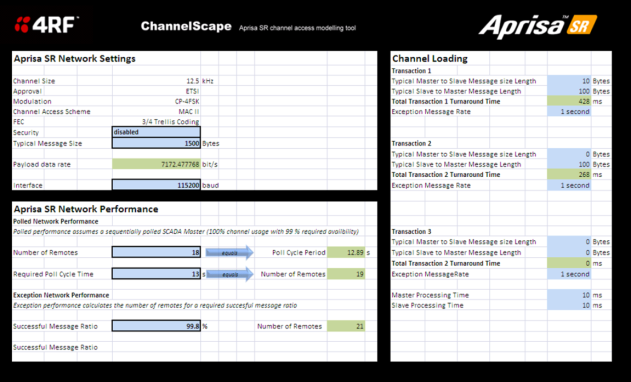 4RF
ChannelScape Aprisa SR channel access modelling tool
Aprisa SR
Aprisa SR Network Settings
Channel Size 12.5 kHz
Approval ETSI
Modulation CP-4FSK
Channel Access Scheme MAC II
FEC 3/4 Trellis Coding
Security disabled
Typical Message Size 1500 Bytes
Payload data rate 7172.477768 bit/s
Interface 115200 baud
Aprisa SR Network Performance
Polled Network Performance
Polled performance assumes a sequentially polled SCADA Master (100% channel usage with 99 % required avalibility)
Number of Remotes 18 equals Poll Cycle Period 12.89 s
Required Poll Cycle Time 13 s equals Number of Remotes 19
Exception Network Performance
Exception performance calculates the number of remotes for a required succesful message ratio
Successful Message Ratio 99.8 % Number of Remotes 21
Successful Message Ratio
Channel Loading
Transaction 1
Typical Master to Slave Message size Length 10 Bytes
Typical Slave to Master Message Length 100 Bytes
Total Transaction 1 Turnaround Time 428 ms
Exception Message Rate 1 second
Transaction 2
Typical Master to Slave Message size Length 0 Bytes
Typical Slave to Master Message Length 100 Bytes
Total Transaction 2 Turnaround Time 268 ms
Exception Message Rate 1 second
Transaction 3
Typical Master to Slave Message size Length 0 Bytes
Typical Slave to Master Message Length 0 Bytes
Total Transaction 2 Turnaround Time 0 ms
Exception MessageRate 1 second
Master Processing Time 10 ms
Slave Processing Time 10 ms